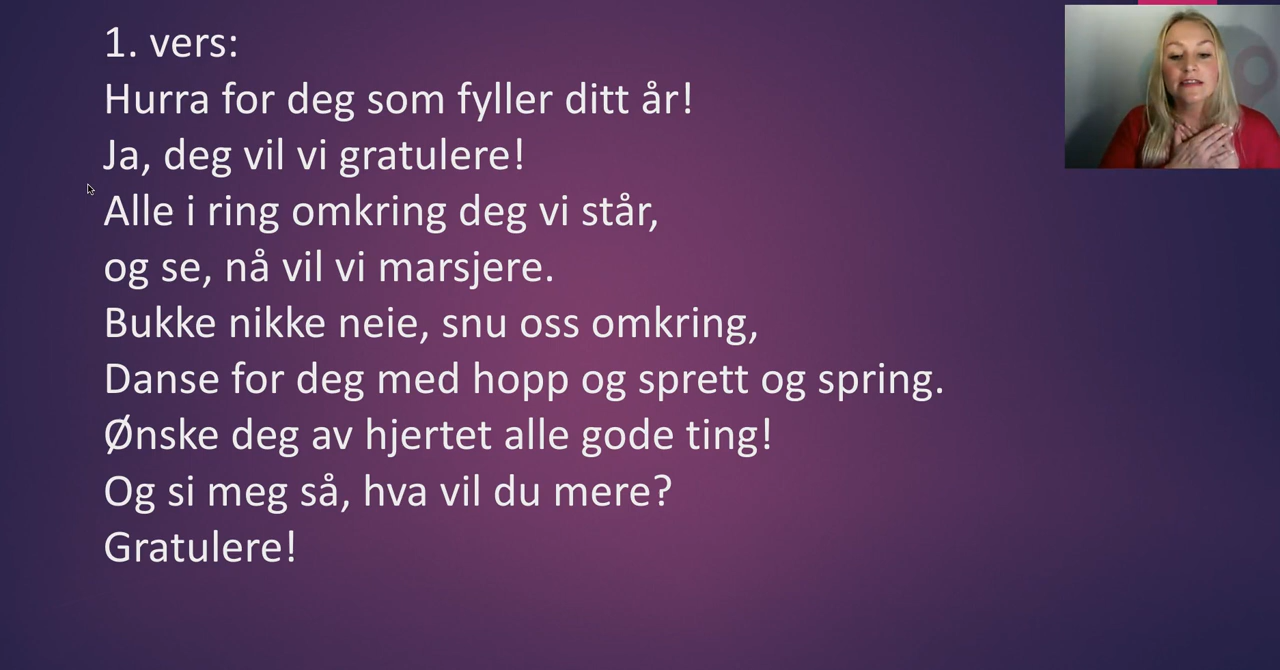 1. vers:
Hurra for deg som fyller ditt år!
Ja, deg vil vi gratulere!
Alle i ring omkring deg vi står,
og se, nå vil vi marsjere.
Bukke nikke neie, snu oss omkring,
Danse for deg med hopp og sprett og spring.
Ønske deg av hjertet alle gode ting!
Og si meg så, hva vil du mere?
Gratulere!